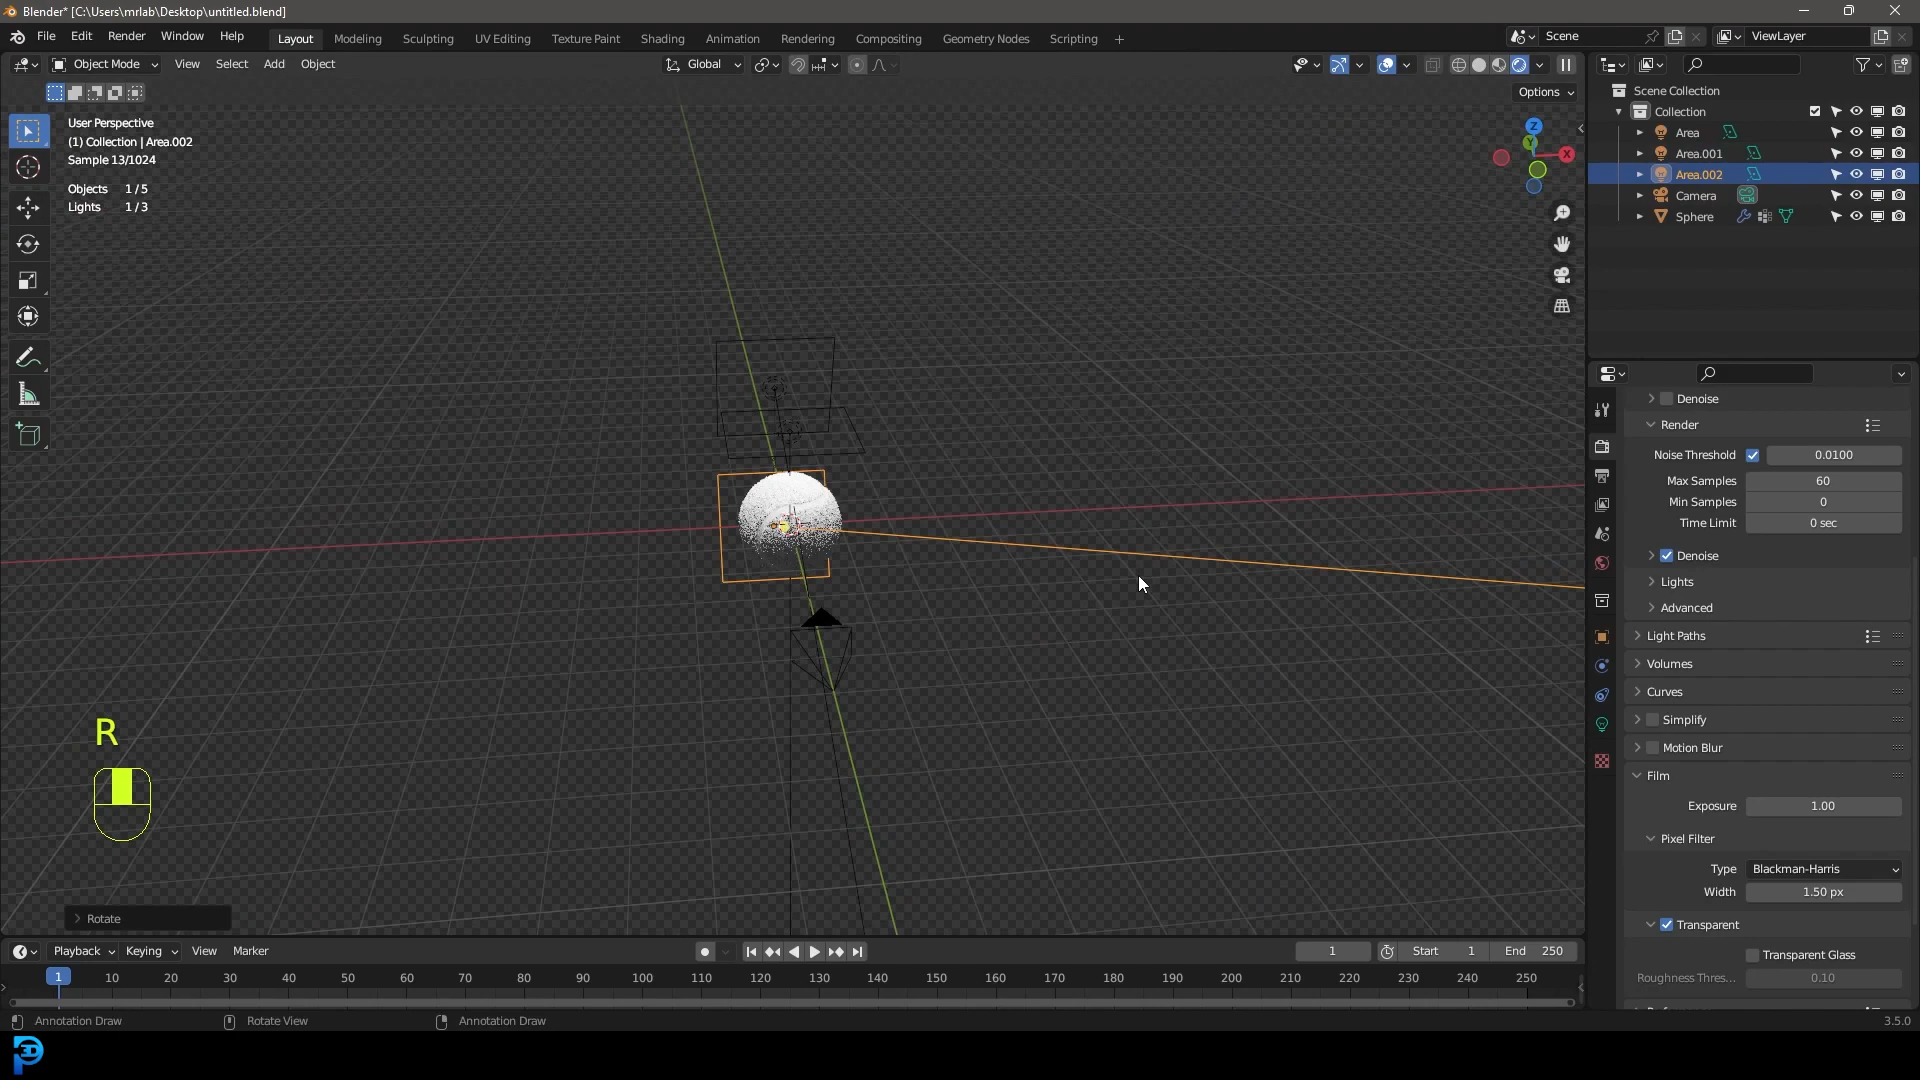 Blender* [C:\Users\mrlab\Desktop\untitled.blend]
File Edit Render Window Help
Layout Modeling Sculpting UV Editing Texture Paint Shading Animation Rendering Compositing Geometry Nodes Scripting +
Scene
ViewLayer
Object Mode View Select Add Object
Global
Options
User Perspective
(1) Collection | Area.002
Sample 13/1024
Objects 1/5
Lights 1/3
Z
Y
X
Scene Collection
Collection
Area
Area.001
Area.002
Camera
Sphere
Denoise
Render
Noise Threshold 0.0100
Max Samples 60
Min Samples 0
Time Limit 0 sec
Denoise
Lights
Advanced
Light Paths
Volumes
Curves
Simplify
Motion Blur
Film
Exposure 1.00
Pixel Filter
Type Blackman-Harris
Width 1.50 px
Transparent
Transparent Glass
Roughness Thres... 0.10
R
Rotate
Playback Keying View Marker
1 Start 1 End 250
1 10 20 30 40 50 60 70 80 90 100 110 120 130 140 150 160 170 180 190 200 210 220 230 240 250
Annotation Draw Rotate View Annotation Draw
3.5.0